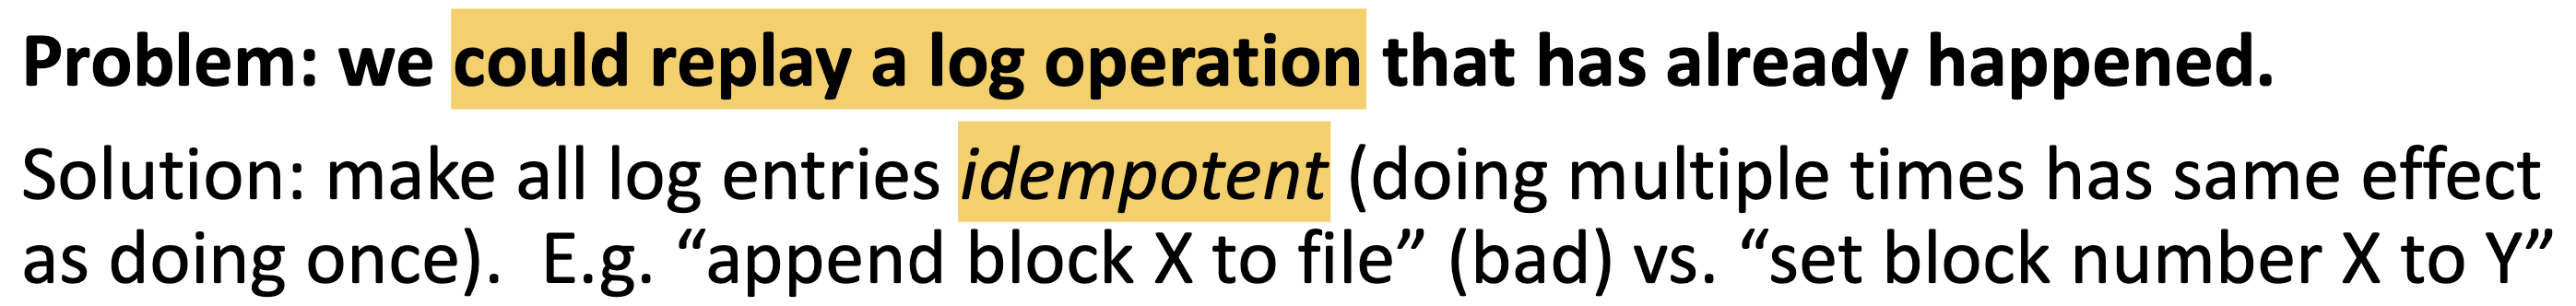 Problem: we could replay a log operation that has already happened.
Solution: make all log entries idempotent (doing multiple times has same effect
as doing once).  E.g. “append block X to file” (bad) vs. “set block number X to Y”